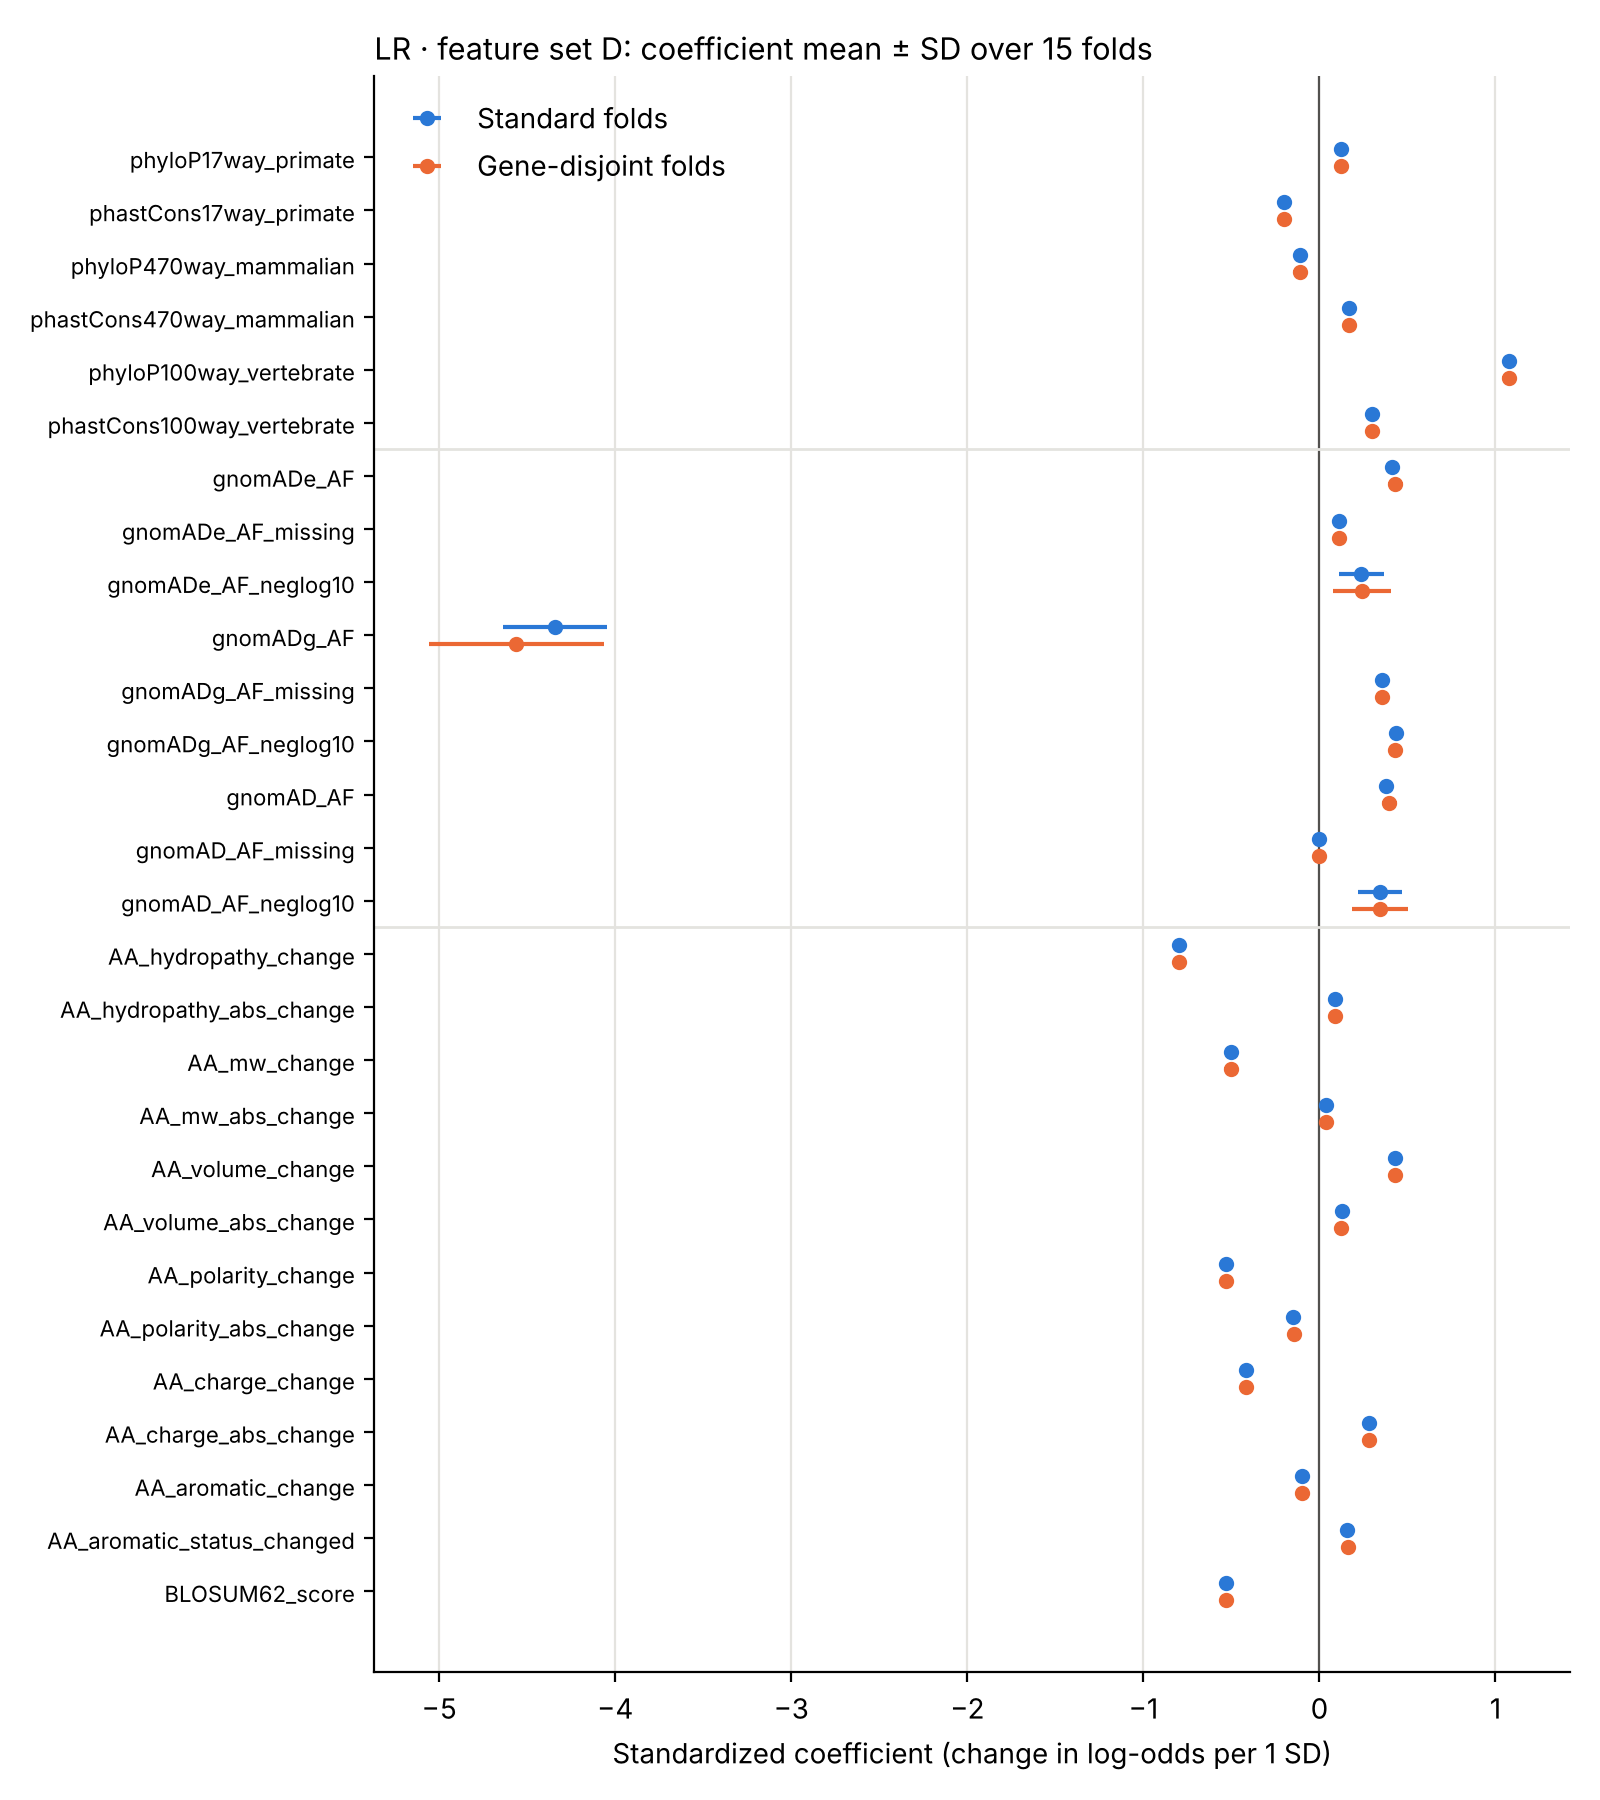 LR · feature set D: coefficient mean ± SD over 15 folds
Standard folds
Gene-disjoint folds
phyloP17way_primate
phastCons17way_primate
phyloP470way_mammalian
phastCons470way_mammalian
phyloP100way_vertebrate
phastCons100way_vertebrate
gnomADe_AF
gnomADe_AF_missing
gnomADe_AF_neglog10
gnomADg_AF
gnomADg_AF_missing
gnomADg_AF_neglog10
gnomAD_AF
gnomAD_AF_missing
gnomAD_AF_neglog10
AA_hydropathy_change
AA_hydropathy_abs_change
AA_mw_change
AA_mw_abs_change
AA_volume_change
AA_volume_abs_change
AA_polarity_change
AA_polarity_abs_change
AA_charge_change
AA_charge_abs_change
AA_aromatic_change
AA_aromatic_status_changed
BLOSUM62_score
−5 −4 −3 −2 −1 0 1
Standardized coefficient (change in log-odds per 1 SD)